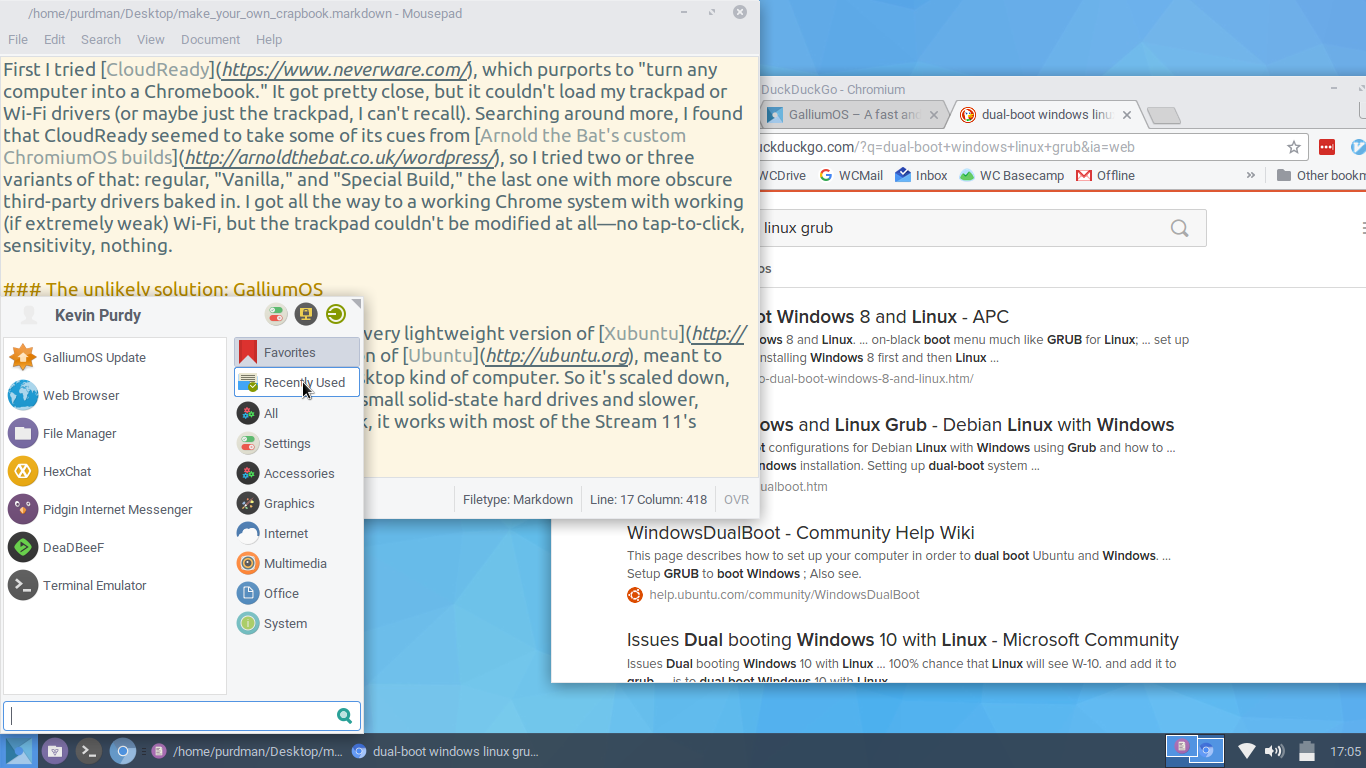 /home/purdman/Desktop/make_your_own_crapbook.markdown - Mousepad
File Edit Search View Document Help
First I tried [CloudReady](https://www.neverware.com/), which purports to "turn any
computer into a Chromebook." It got pretty close, but it couldn't load my trackpad or
Wi-Fi drivers (or maybe just the trackpad, I can't recall). Searching around more, I found
that CloudReady seemed to take some of its cues from [Arnold the Bat's custom
ChromiumOS builds](http://arnoldthebat.co.uk/wordpress/), so I tried two or three
variants of that: regular, "Vanilla," and "Special Build," the last one with more obscure
third-party drivers baked in. I got all the way to a working Chrome system with working
(if extremely weak) Wi-Fi, but the trackpad couldn't be modified at all—no tap-to-click,
sensitivity, nothing.
### The unlikely solution: GalliumOS
very lightweight version of [Xubuntu](http://
n of [Ubuntu](http://ubuntu.org), meant to
sktop kind of computer. So it's scaled down,
small solid-state hard drives and slower,
k, it works with most of the Stream 11's
Filetype: Markdown
Line: 17 Column: 418
OVR
Kevin Purdy
GalliumOS Update
Web Browser
File Manager
HexChat
Pidgin Internet Messenger
DeaDBeeF
Terminal Emulator
Favorites
Recently Used
All
Settings
Accessories
Graphics
Internet
Multimedia
Office
System
DuckDuckGo - Chromium
GalliumOS – A fast and
dual-boot windows linu
uckduckgo.com/?q=dual-boot+windows+linux+grub&ia=web
WCDrive WCMail Inbox WC Basecamp Offline Other bookm
linux grub
os
ot Windows 8 and Linux - APC
ows 8 and Linux. ... on-black boot menu much like GRUB for Linux; ... set up
nstalling Windows 8 first and then Linux ...
o-dual-boot-windows-8-and-linux.htm/
ows and Linux Grub - Debian Linux with Windows
ot configurations for Debian Linux with Windows using Grub and how to ...
ndows installation. Setting up dual-boot system ...
ualboot.htm
WindowsDualBoot - Community Help Wiki
This page describes how to set up your computer in order to dual boot Ubuntu and Windows. ...
Setup GRUB to boot Windows ; Also see.
help.ubuntu.com/community/WindowsDualBoot
Issues Dual booting Windows 10 with Linux - Microsoft Community
Issues Dual booting Windows 10 with Linux ... 100% chance that Linux will see W-10. and add it to
grub ... is to dual boot Windows 10 with Linux
/home/purdman/Desktop/m...
dual-boot windows linux gru...
17:05